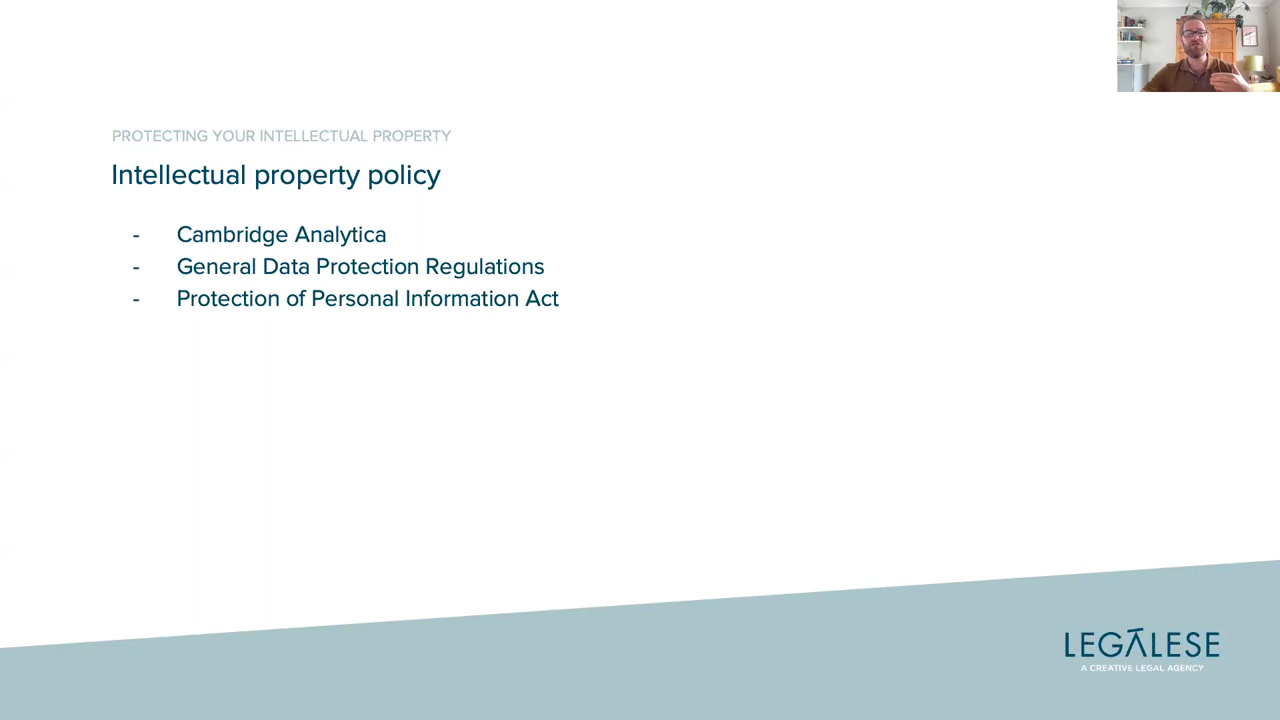 PROTECTING YOUR INTELLECTUAL PROPERTY
Intellectual property policy
- Cambridge Analytica
- General Data Protection Regulations
- Protection of Personal Information Act
LEGALESE
A CREATIVE LEGAL AGENCY